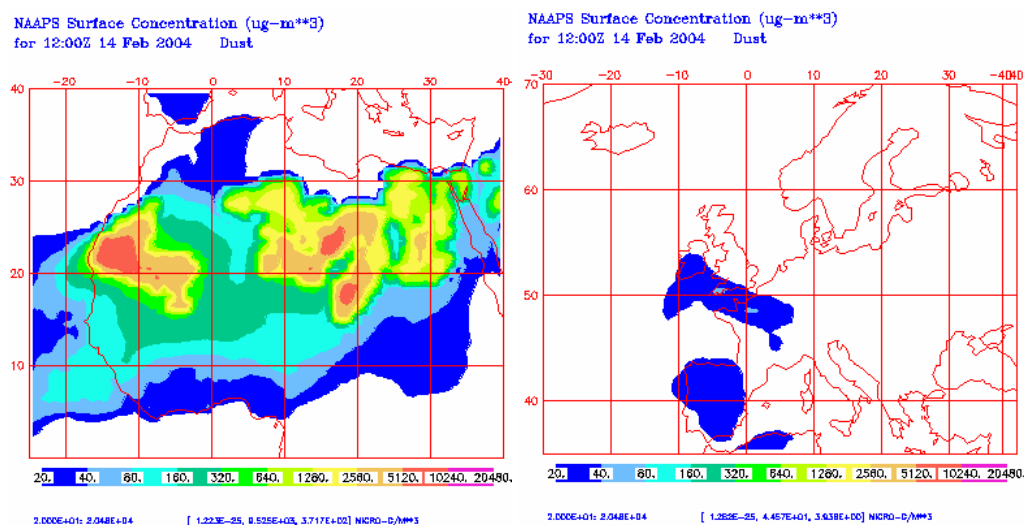 NAAPS Surface Concentration (ug-m**3)
for 12:00Z 14 Feb 2004 Dust
-20 -10 0 10 20 30 40
40
30
20
10
20. 40. 80. 160. 320. 640. 1280. 2560. 5120. 10240. 20480.
2.000E+01: 2.048E+04 [ 1.223E-25, 9.525E+03, 3.717E+02] MICRO-G/M**3
NAAPS Surface Concentration (ug-m**3)
for 12:00Z 14 Feb 2004 Dust
-30 -20 -10 0 10 20 30 40
70
60
50
40
20. 40. 80. 160. 320. 640. 1280. 2560. 5120. 10240. 20480.
2.000E+01: 2.048E+04 [ 1.262E-25, 4.457E+01, 3.938E+00] MICRO-G/M**3